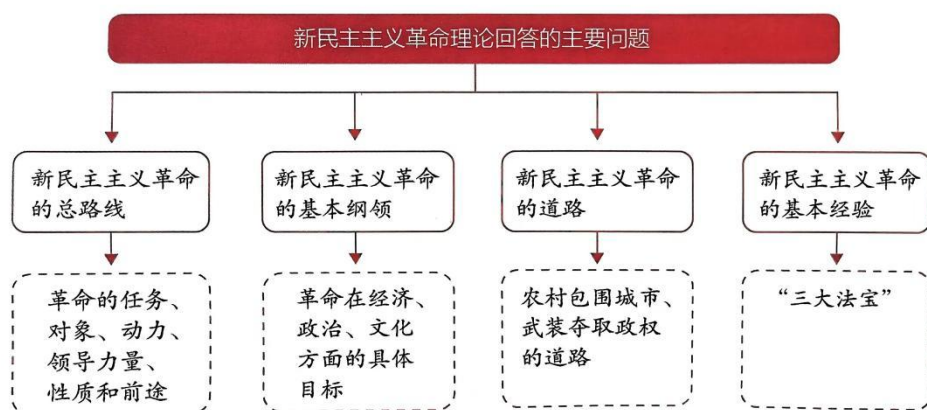 新民主主义革命理论回答的主要问题
新民主主义革命
的总路线
新民主主义革命
的基本纲领
新民主主义革命
的道路
新民主主义革命的
基本经验
革命的任务、
对象、动力、
领导力量、
性质和前途
革命在经济、
政治、文化
方面的具体
目标
农村包围城市、
武装夺取政权
的道路
“三大法宝”